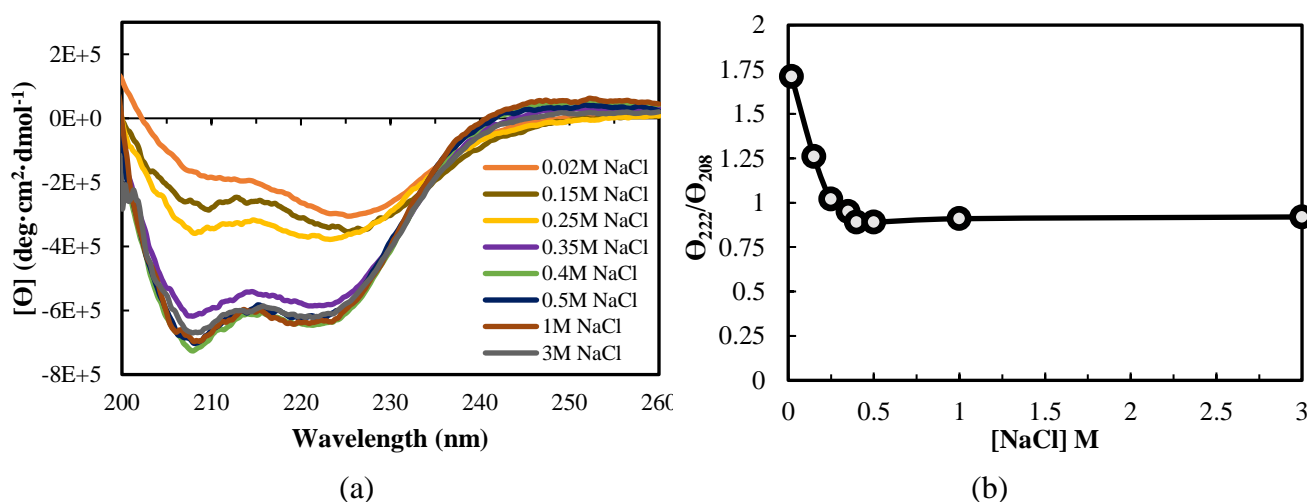 2E+5
0E+0
-2E+5
-4E+5
-6E+5
-8E+5
[Ө] (deg·cm²·dmol⁻¹)
200 210 220 230 240 250 260
Wavelength (nm)
0.02M NaCl
0.15M NaCl
0.25M NaCl
0.35M NaCl
0.4M NaCl
0.5M NaCl
1M NaCl
3M NaCl
(a)
2
1.75
1.5
1.25
1
0.75
0.5
0.25
0
Ө₂₂₂/Ө₂₀₈
0 0.5 1 1.5 2 2.5 3
[NaCl] M
(b)